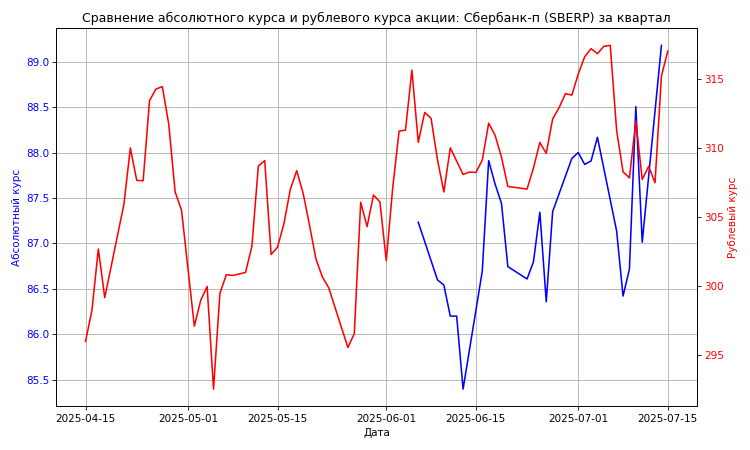 Сравнение абсолютного курса и рублевого курса акции: Сбербанк-п (SBERP) за квартал
89.0
88.5
88.0
87.5
87.0
86.5
86.0
85.5
Абсолютный курс
315
310
305
300
295
Рублевый курс
2025-04-15 2025-05-01 2025-05-15 2025-06-01 2025-06-15 2025-07-01 2025-07-15
Дата